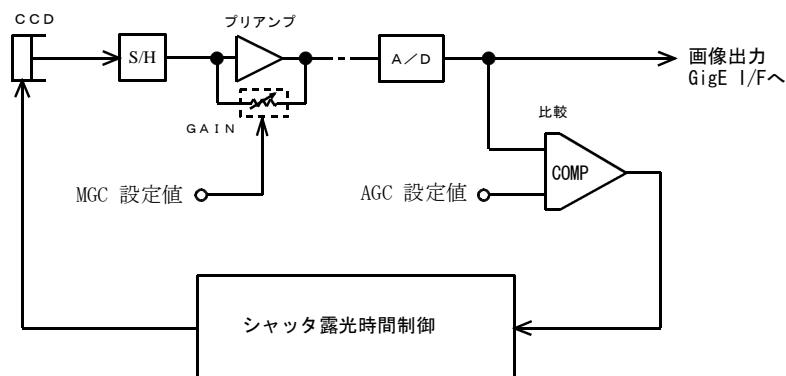 ＣＣＤ
プリアンプ
S/H
Ａ／Ｄ
画像出力
GigE I/Fへ
ＧＡＩＮ
比較
COMP
MGC 設定値
AGC 設定値
シャッタ露光時間制御